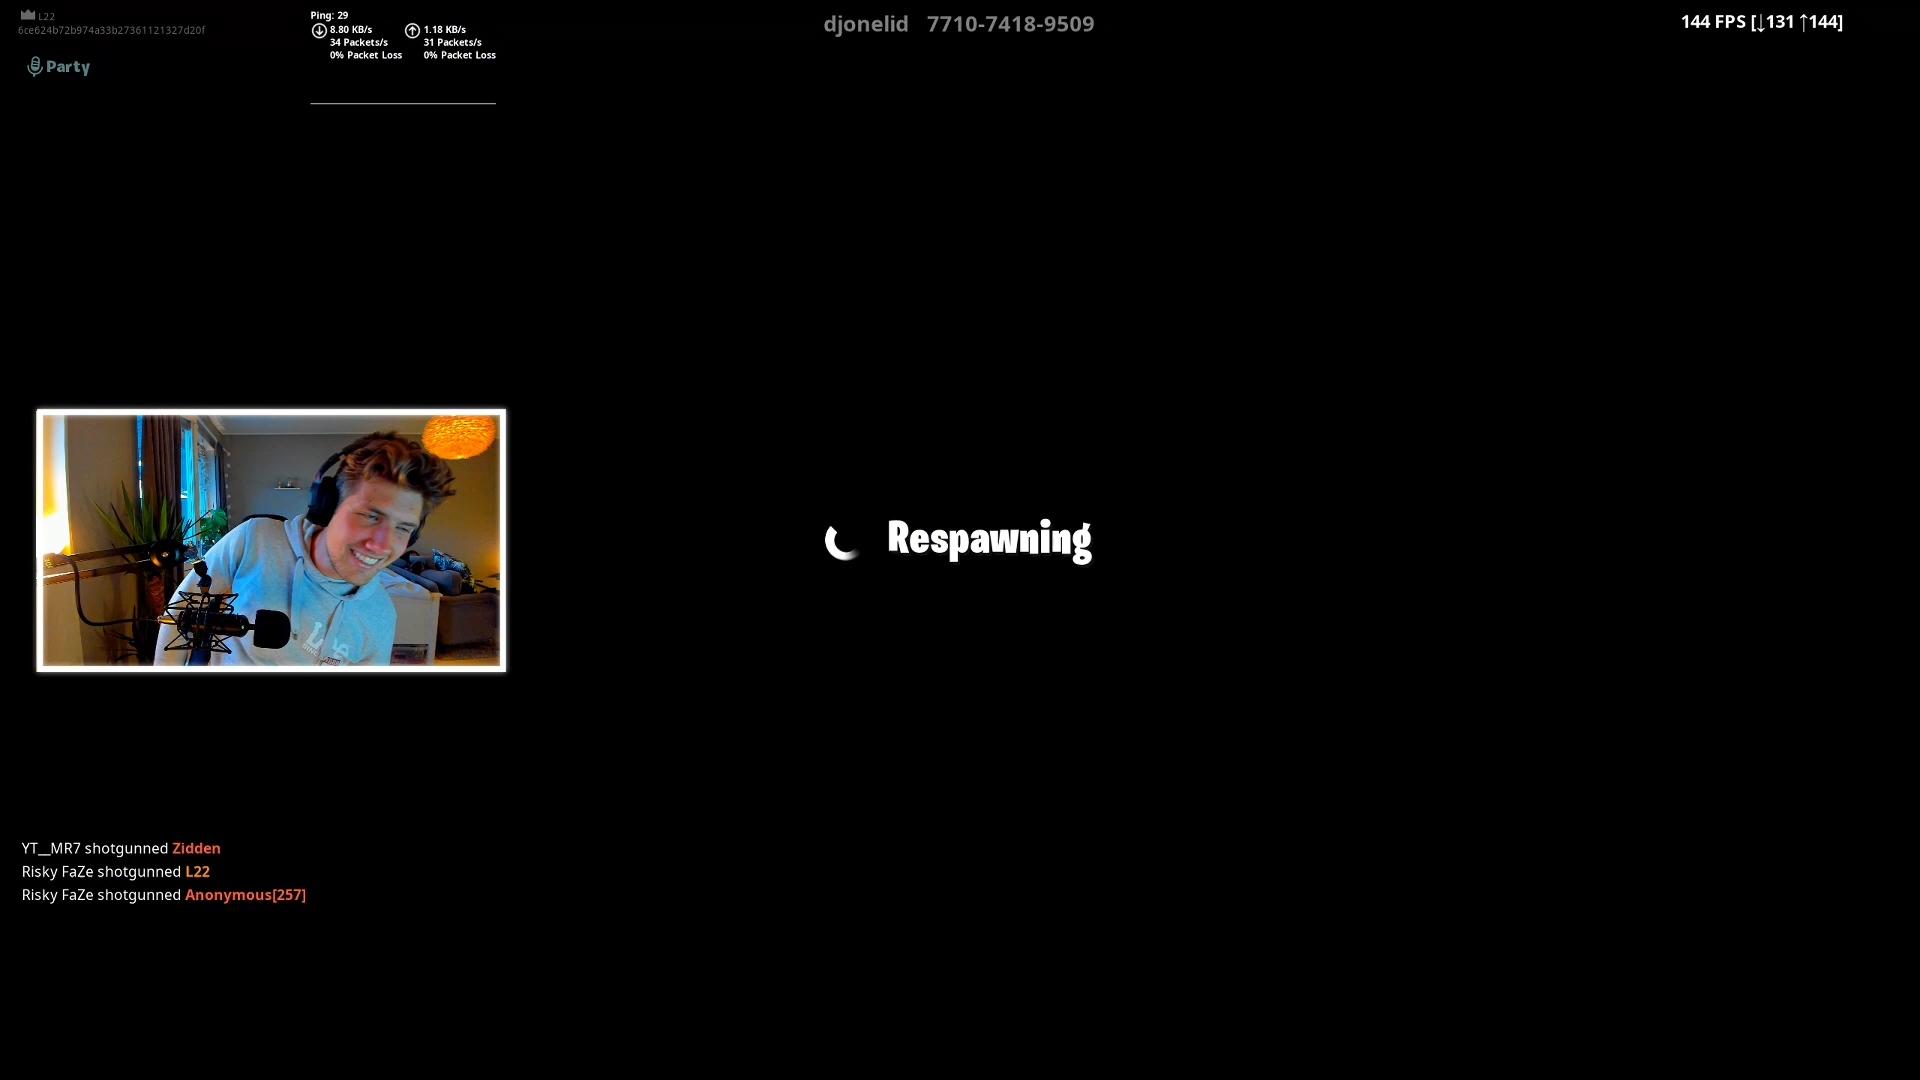 L22
6ce624b72b974a33b27361121327d20f
Party
Ping: 29
8.80 KB/s 1.18 KB/s
34 Packets/s 31 Packets/s
0% Packet Loss 0% Packet Loss
djonelid 7710-7418-9509
144 FPS [↓131 ↑144]
Respawning
YT__MR7 shotgunned Zidden
Risky FaZe shotgunned L22
Risky FaZe shotgunned Anonymous[257]